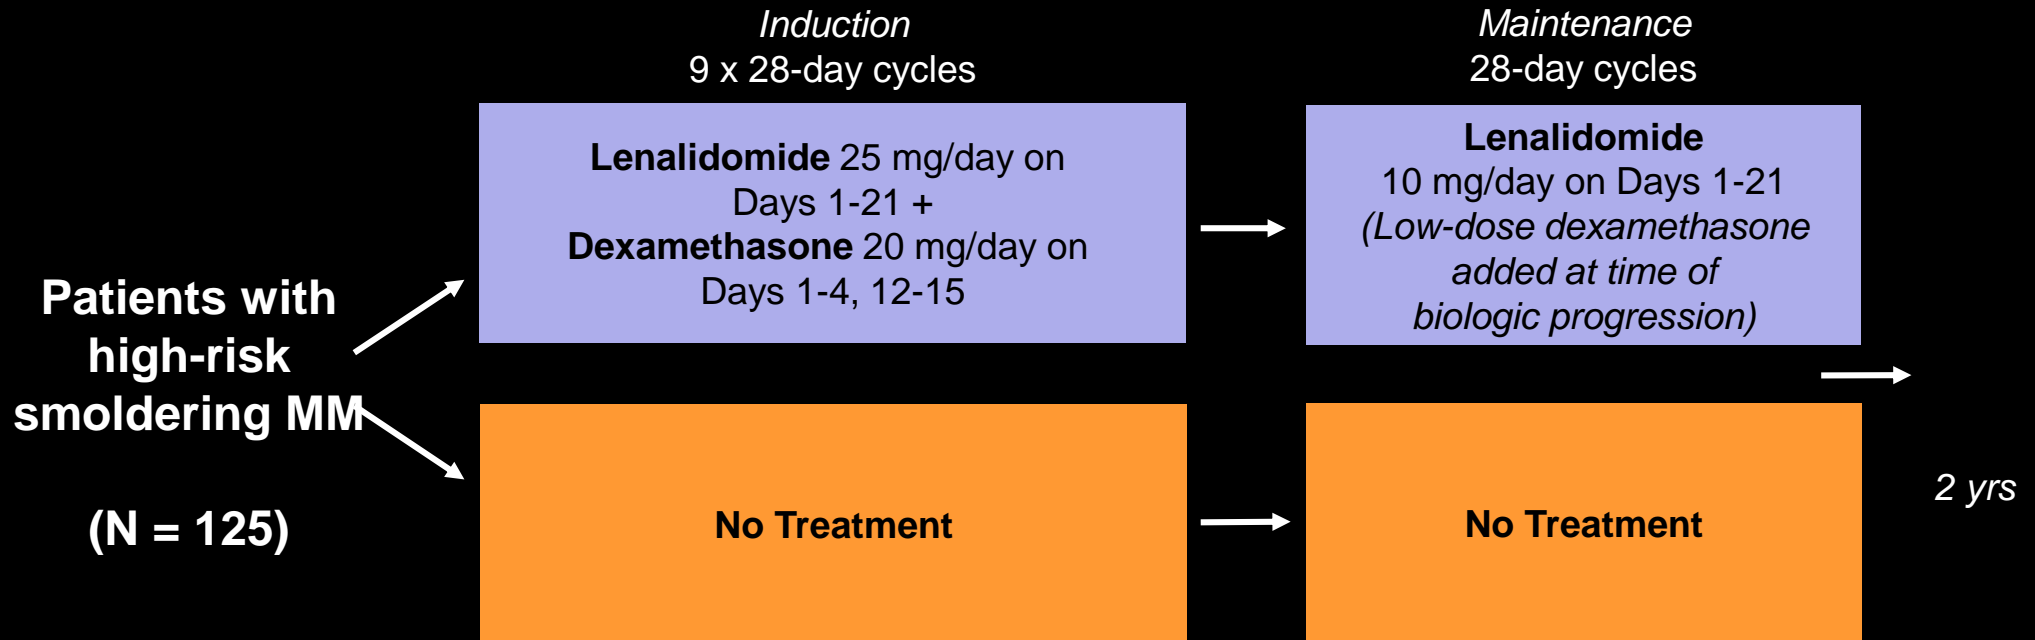 Induction
9 x 28-day cycles
Maintenance
28-day cycles
Patients with
high-risk
smoldering MM
(N = 125)
Lenalidomide 25 mg/day on
Days 1-21 +
Dexamethasone 20 mg/day on
Days 1-4, 12-15
Lenalidomide
10 mg/day on Days 1-21
(Low-dose dexamethasone
added at time of
biologic progression)
No Treatment
No Treatment
2 yrs